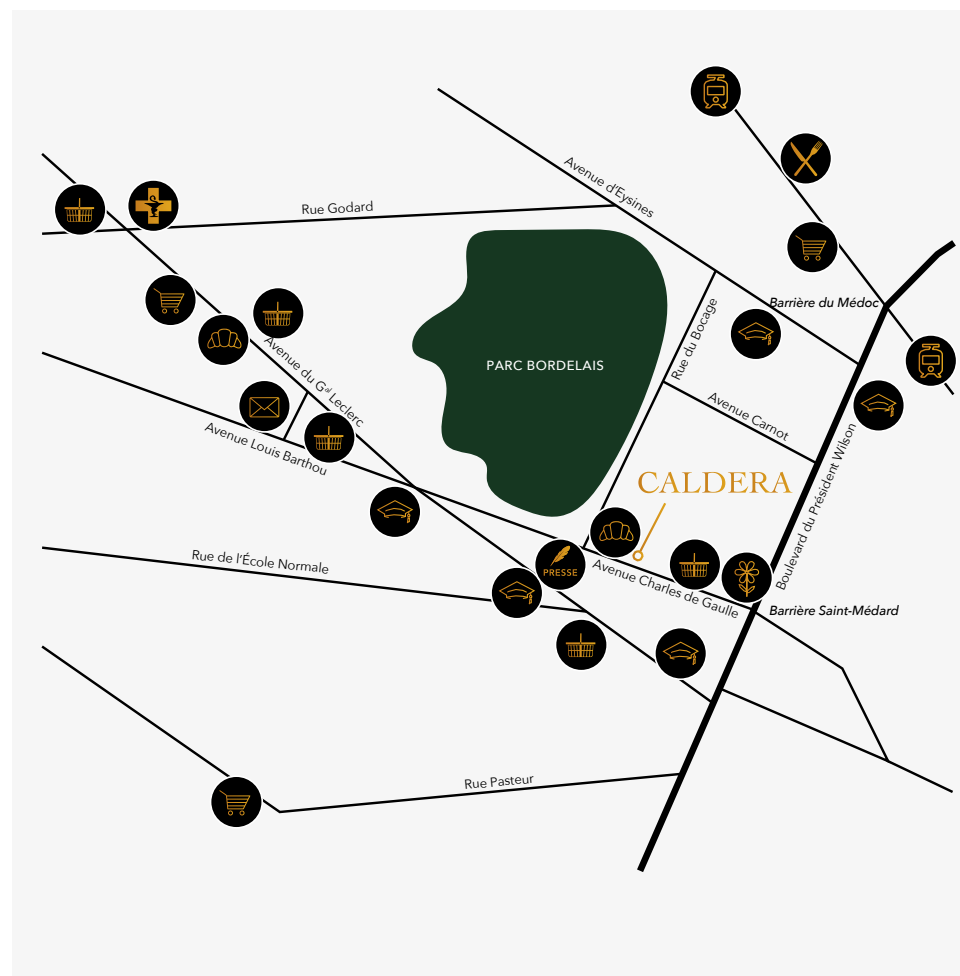 Avenue d'Eysines
Rue Godard
Barrière du Médoc
Rue du Bocage
Avenue du Gᵃˡ Leclerc
PARC BORDELAIS
Avenue Carnot
Avenue Louis Barthou
Boulevard du Président Wilson
CALDERA
Rue de l'École Normale
PRESSE
Avenue Charles de Gaulle
Barrière Saint-Médard
Rue Pasteur